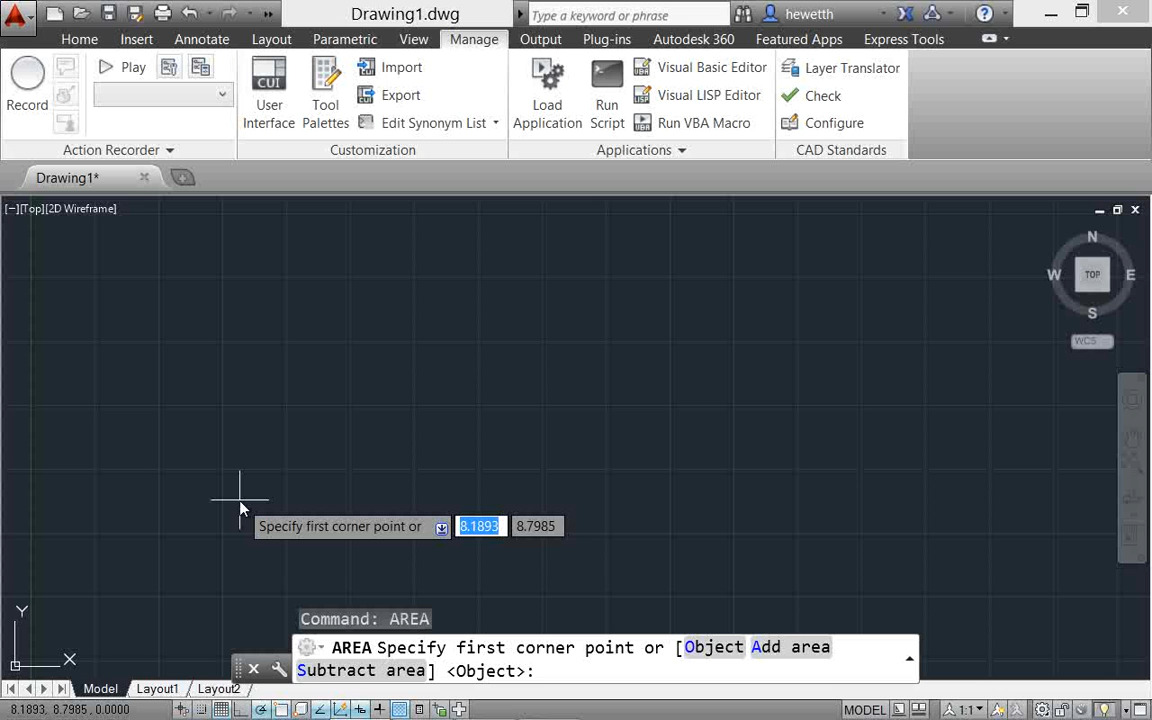 Drawing1.dwg
Type a keyword or phrase
hewetth
Home Insert Annotate Layout Parametric View Manage Output Plug-ins Autodesk 360 Featured Apps Express Tools
Record
Play
CUI
User Interface
Tool Palettes
Import
Export
Edit Synonym List
Load Application
Run Script
Visual Basic Editor
Visual LISP Editor
Run VBA Macro
Layer Translator
Check
Configure
Action Recorder
Customization
Applications
CAD Standards
Drawing1*
[−][Top][2D Wireframe]
N
W
TOP
E
S
WCS
Specify first corner point or 8.1893 8.7985
Y
X
Command: AREA
AREA Specify first corner point or [Object Add area
Subtract area] <Object>:
Model Layout1 Layout2
8.1893, 8.7985, 0.0000
MODEL
1:1